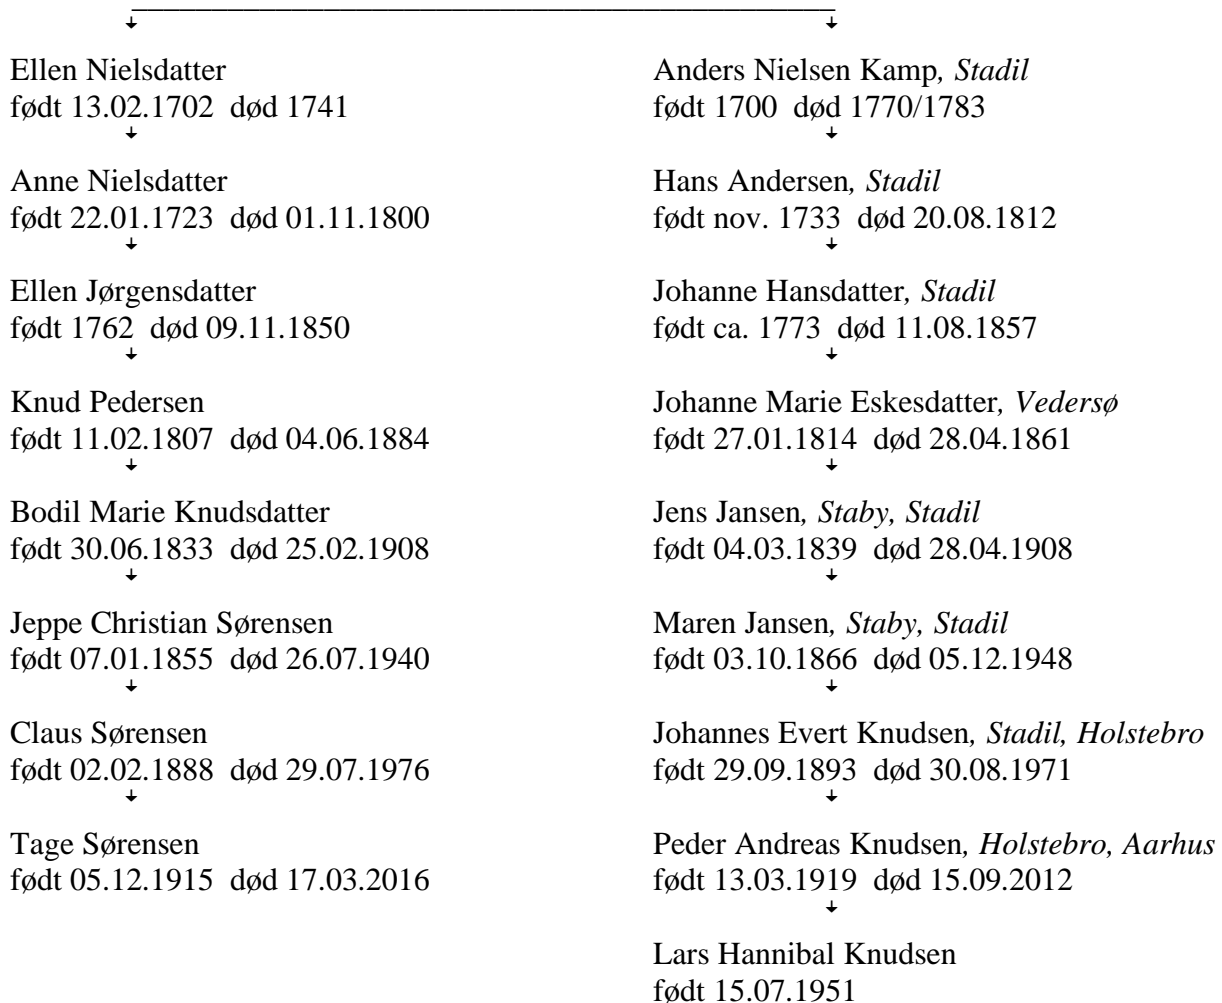 Ellen Nielsdatter
født 13.02.1702 død 1741
Anne Nielsdatter
født 22.01.1723 død 01.11.1800
Ellen Jørgensdatter
født 1762 død 09.11.1850
Knud Pedersen
født 11.02.1807 død 04.06.1884
Bodil Marie Knudsdatter
født 30.06.1833 død 25.02.1908
Jeppe Christian Sørensen
født 07.01.1855 død 26.07.1940
Claus Sørensen
født 02.02.1888 død 29.07.1976
Tage Sørensen
født 05.12.1915 død 17.03.2016
Anders Nielsen Kamp, Stadil
født 1700 død 1770/1783
Hans Andersen, Stadil
født nov. 1733 død 20.08.1812
Johanne Hansdatter, Stadil
født ca. 1773 død 11.08.1857
Johanne Marie Eskesdatter, Vedersø
født 27.01.1814 død 28.04.1861
Jens Jansen, Staby, Stadil
født 04.03.1839 død 28.04.1908
Maren Jansen, Staby, Stadil
født 03.10.1866 død 05.12.1948
Johannes Evert Knudsen, Stadil, Holstebro
født 29.09.1893 død 30.08.1971
Peder Andreas Knudsen, Holstebro, Aarhus
født 13.03.1919 død 15.09.2012
Lars Hannibal Knudsen
født 15.07.1951